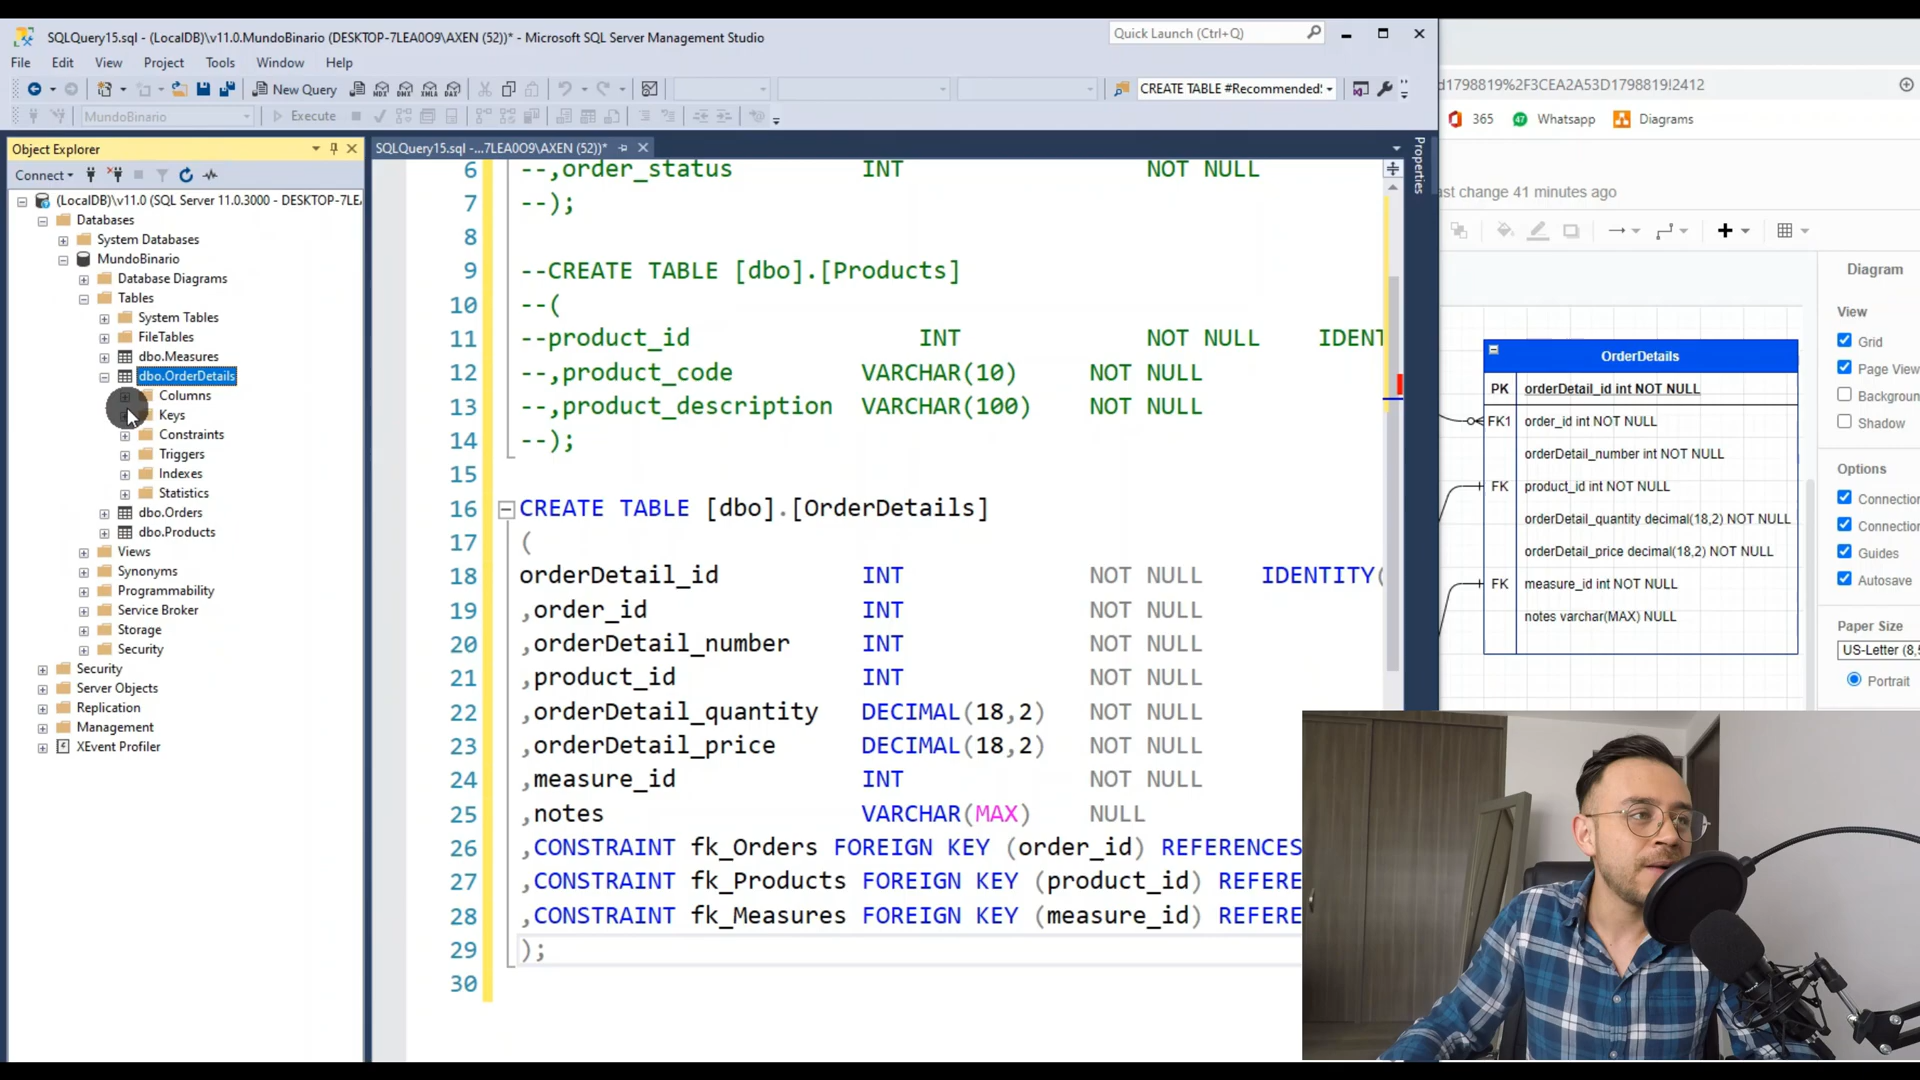 SQLQuery15.sql - (LocalDB)\v11.0.MundoBinario (DESKTOP-7LEA0O9\AXEN (52))* - Microsoft SQL Server Management Studio
Quick Launch (Ctrl+Q)
File Edit View Project Tools Window Help
New Query
CREATE TABLE #Recommended:
MundoBinario
Execute
Object Explorer
Connect
(LocalDB)\v11.0 (SQL Server 11.0.3000 - DESKTOP-7LE
Databases
System Databases
MundoBinario
Database Diagrams
Tables
System Tables
FileTables
dbo.Measures
dbo.OrderDetails
Columns
Keys
Constraints
Triggers
Indexes
Statistics
dbo.Orders
dbo.Products
Views
Synonyms
Programmability
Service Broker
Storage
Security
Security
Server Objects
Replication
Management
XEvent Profiler
SQLQuery15.sql -...7LEA0O9\AXEN (52))*
6 --,order_status INT NOT NULL
7 --);
8
9 --CREATE TABLE [dbo].[Products]
10 --(
11 --product_id INT NOT NULL IDENT
12 --,product_code VARCHAR(10) NOT NULL
13 --,product_description VARCHAR(100) NOT NULL
14 --);
15
16 CREATE TABLE [dbo].[OrderDetails]
17 (
18 orderDetail_id INT NOT NULL IDENTITY(
19 ,order_id INT NOT NULL
20 ,orderDetail_number INT NOT NULL
21 ,product_id INT NOT NULL
22 ,orderDetail_quantity DECIMAL(18,2) NOT NULL
23 ,orderDetail_price DECIMAL(18,2) NOT NULL
24 ,measure_id INT NOT NULL
25 ,notes VARCHAR(MAX) NULL
26 ,CONSTRAINT fk_Orders FOREIGN KEY (order_id) REFERENCES
27 ,CONSTRAINT fk_Products FOREIGN KEY (product_id) REFERE
28 ,CONSTRAINT fk_Measures FOREIGN KEY (measure_id) REFERE
29 );
30
Properties
d1798819%2F3CEA2A53D1798819!2412
365 Whatsapp Diagrams
st change 41 minutes ago
OrderDetails
PK orderDetail_id int NOT NULL
FK1 order_id int NOT NULL
orderDetail_number int NOT NULL
FK product_id int NOT NULL
orderDetail_quantity decimal(18,2) NOT NULL
orderDetail_price decimal(18,2) NOT NULL
FK measure_id int NOT NULL
notes varchar(MAX) NULL
Diagram
View
Grid
Page View
Backgroun
Shadow
Options
Connection
Connection
Guides
Autosave
Paper Size
US-Letter (8,5
Portrait